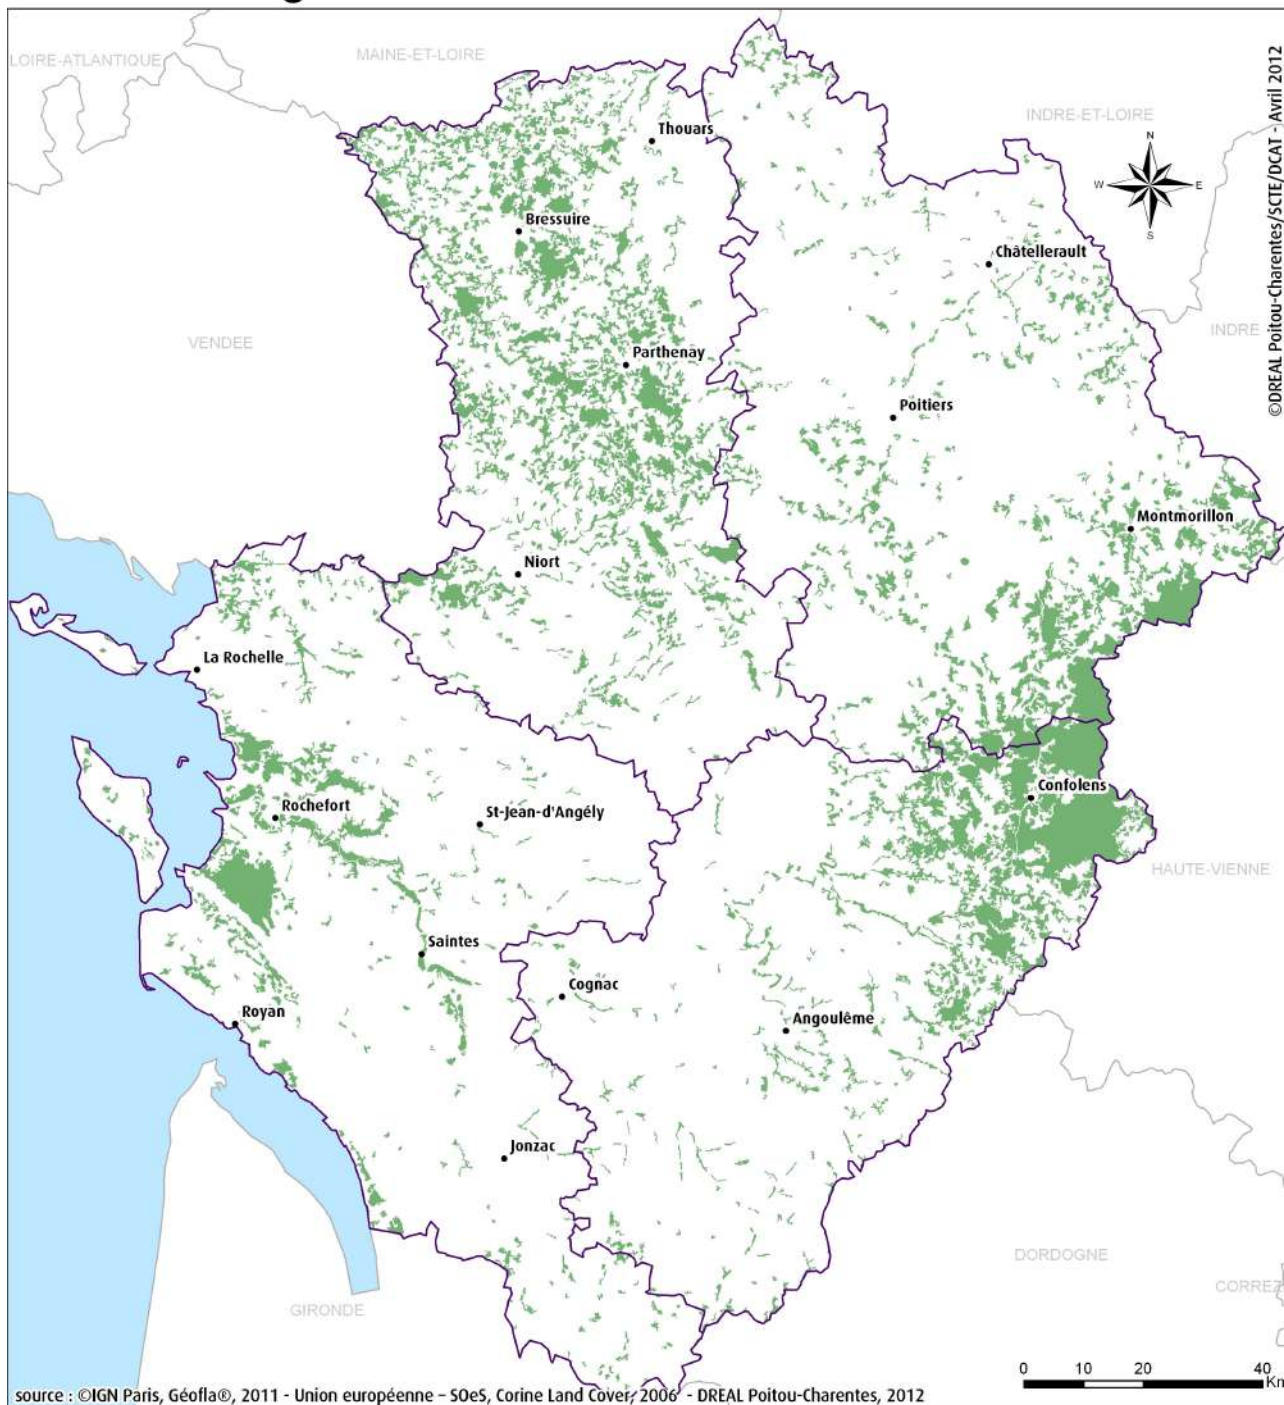 LOIRE-ATLANTIQUE
MAINE-ET-LOIRE
INDRE-ET-LOIRE
©DREAL Poitou-Charentes/SCTE/DCAT - Avril 2012
N
W E
S
Thouars
Bressuire
Châtellerault
VENDEE
INDRE
Parthenay
Poitiers
Montmorillon
Niort
La Rochelle
Confolens
Rochefort
St-Jean-d'Angély
HAUTE-VIENNE
Saintes
Cognac
Royan
Angoulême
Jonzac
DORDOGNE
CORREZ
GIRONDE
0 10 20 40
Km
source : ©IGN Paris, Géofla®, 2011 - Union européenne – SOeS, Corine Land Cover, 2006 - DREAL Poitou-Charentes, 2012